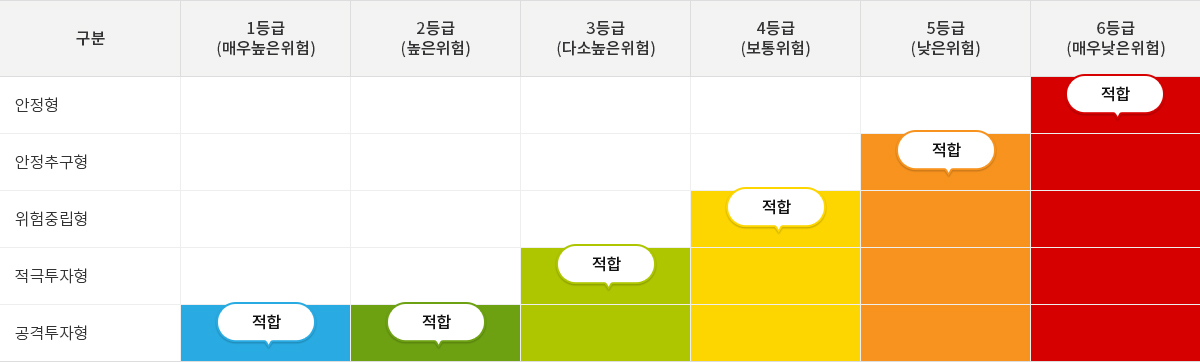 구분
1등급
(매우높은위험)
2등급
(높은위험)
3등급
(다소높은위험)
4등급
(보통위험)
5등급
(낮은위험)
6등급
(매우낮은위험)
안정형
적합
안정추구형
적합
위험중립형
적합
적극투자형
적합
공격투자형
적합
적합